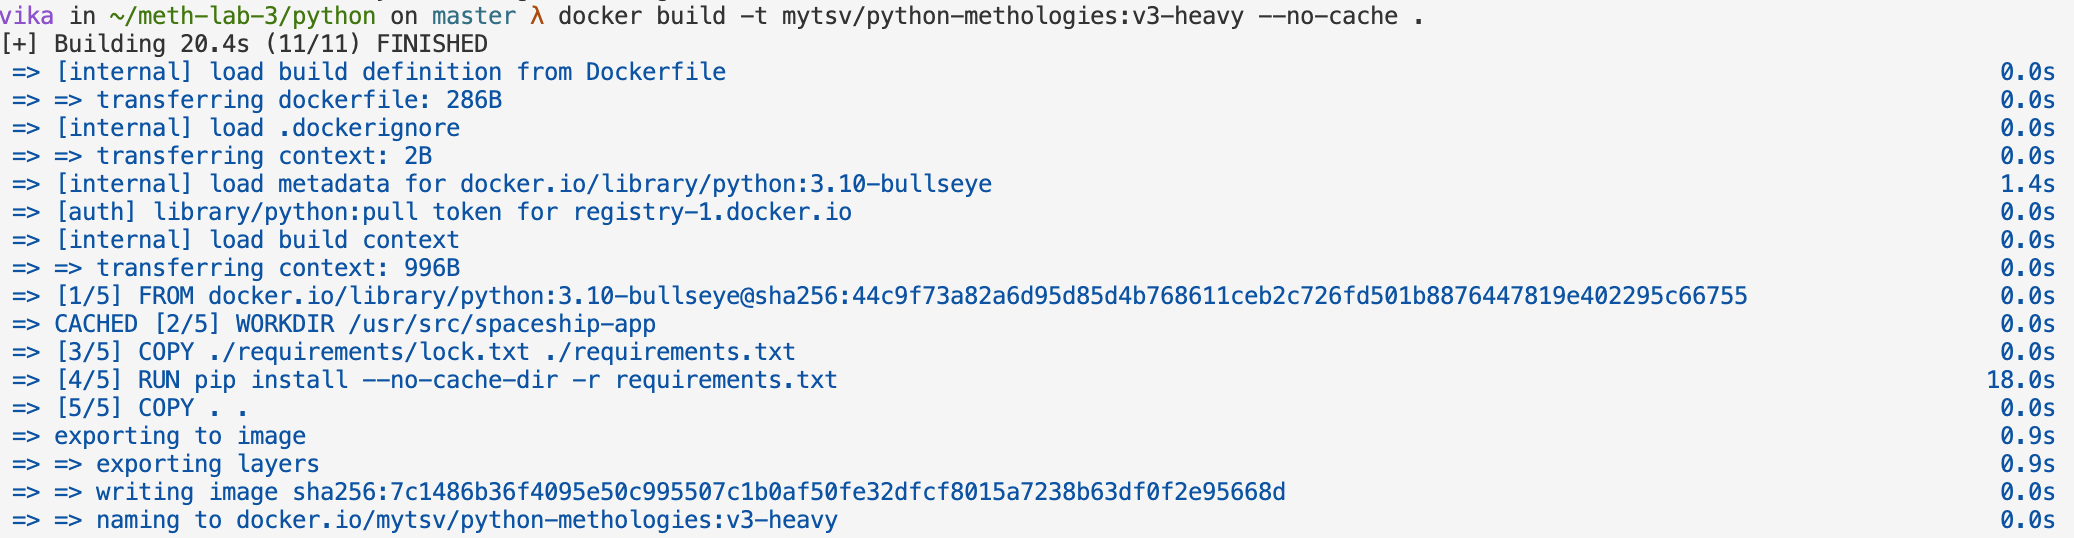 vika in ~/meth-lab-3/python on master λ docker build -t mytsv/python-methologies:v3-heavy --no-cache .
[+] Building 20.4s (11/11) FINISHED
=> [internal] load build definition from Dockerfile 0.0s
=> => transferring dockerfile: 286B 0.0s
=> [internal] load .dockerignore 0.0s
=> => transferring context: 2B 0.0s
=> [internal] load metadata for docker.io/library/python:3.10-bullseye 1.4s
=> [auth] library/python:pull token for registry-1.docker.io 0.0s
=> [internal] load build context 0.0s
=> => transferring context: 996B 0.0s
=> [1/5] FROM docker.io/library/python:3.10-bullseye@sha256:44c9f73a82a6d95d85d4b768611ceb2c726fd501b8876447819e402295c66755 0.0s
=> CACHED [2/5] WORKDIR /usr/src/spaceship-app 0.0s
=> [3/5] COPY ./requirements/lock.txt ./requirements.txt 0.0s
=> [4/5] RUN pip install --no-cache-dir -r requirements.txt 18.0s
=> [5/5] COPY . . 0.0s
=> exporting to image 0.9s
=> => exporting layers 0.9s
=> => writing image sha256:7c1486b36f4095e50c995507c1b0af50fe32dfcf8015a7238b63df0f2e95668d 0.0s
=> => naming to docker.io/mytsv/python-methologies:v3-heavy 0.0s